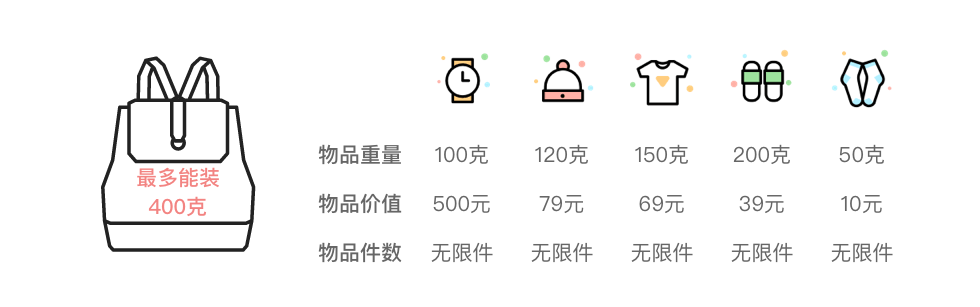 最多能装
400克
物品重量 100克 120克 150克 200克 50克
物品价值 500元 79元 69元 39元 10元
物品件数 无限件 无限件 无限件 无限件 无限件